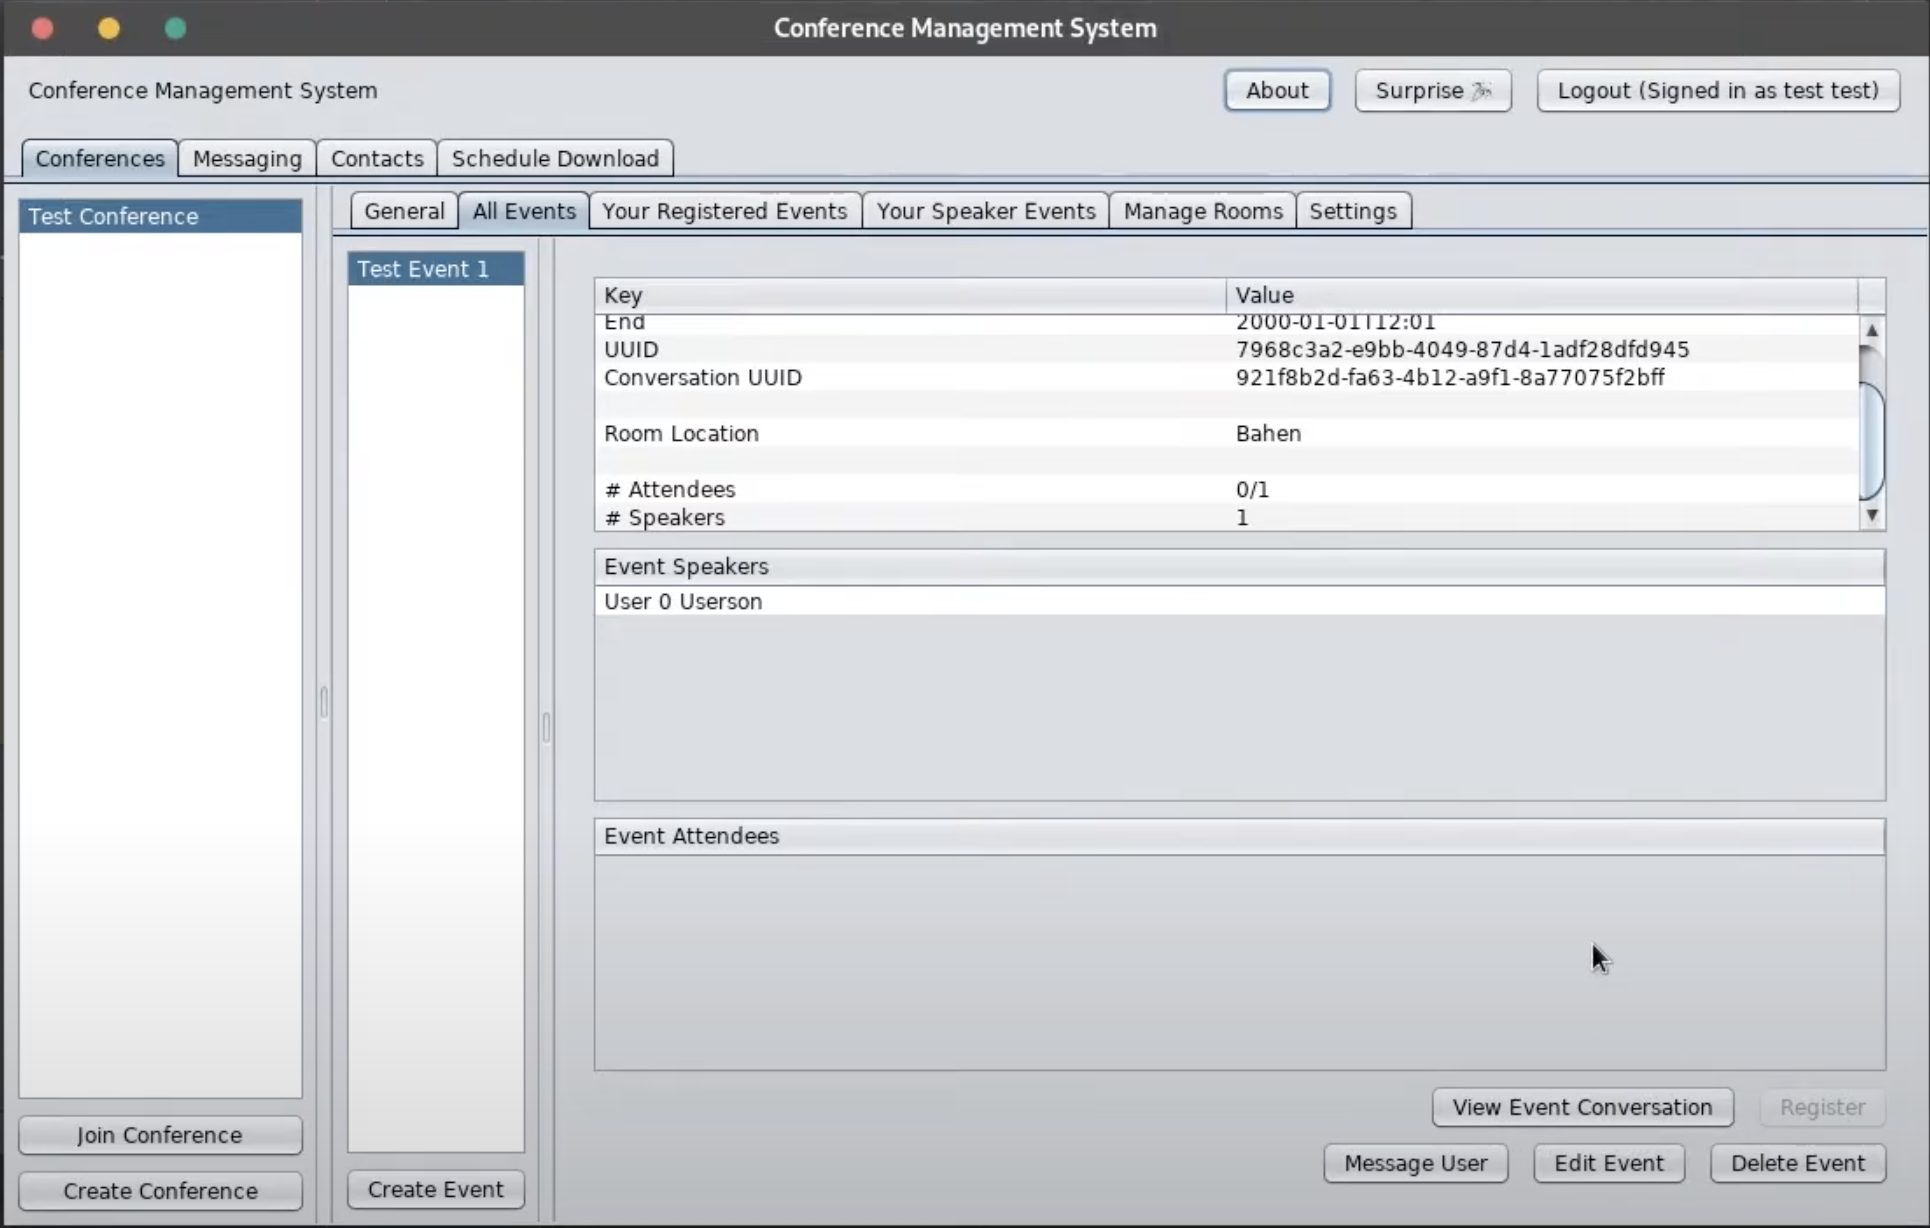 Conference Management System
Conference Management System
About
Surprise
Logout (Signed in as test test)
Conferences
Messaging
Contacts
Schedule Download
Test Conference
Join Conference
Create Conference
General
All Events
Your Registered Events
Your Speaker Events
Manage Rooms
Settings
Test Event 1
Create Event
Key Value
End 2000-01-01T12:01
UUID 7968c3a2-e9bb-4049-87d4-1adf28dfd945
Conversation UUID 921f8b2d-fa63-4b12-a9f1-8a77075f2bff
Room Location Bahen
# Attendees 0/1
# Speakers 1
Event Speakers
User 0 Userson
Event Attendees
View Event Conversation
Register
Message User
Edit Event
Delete Event